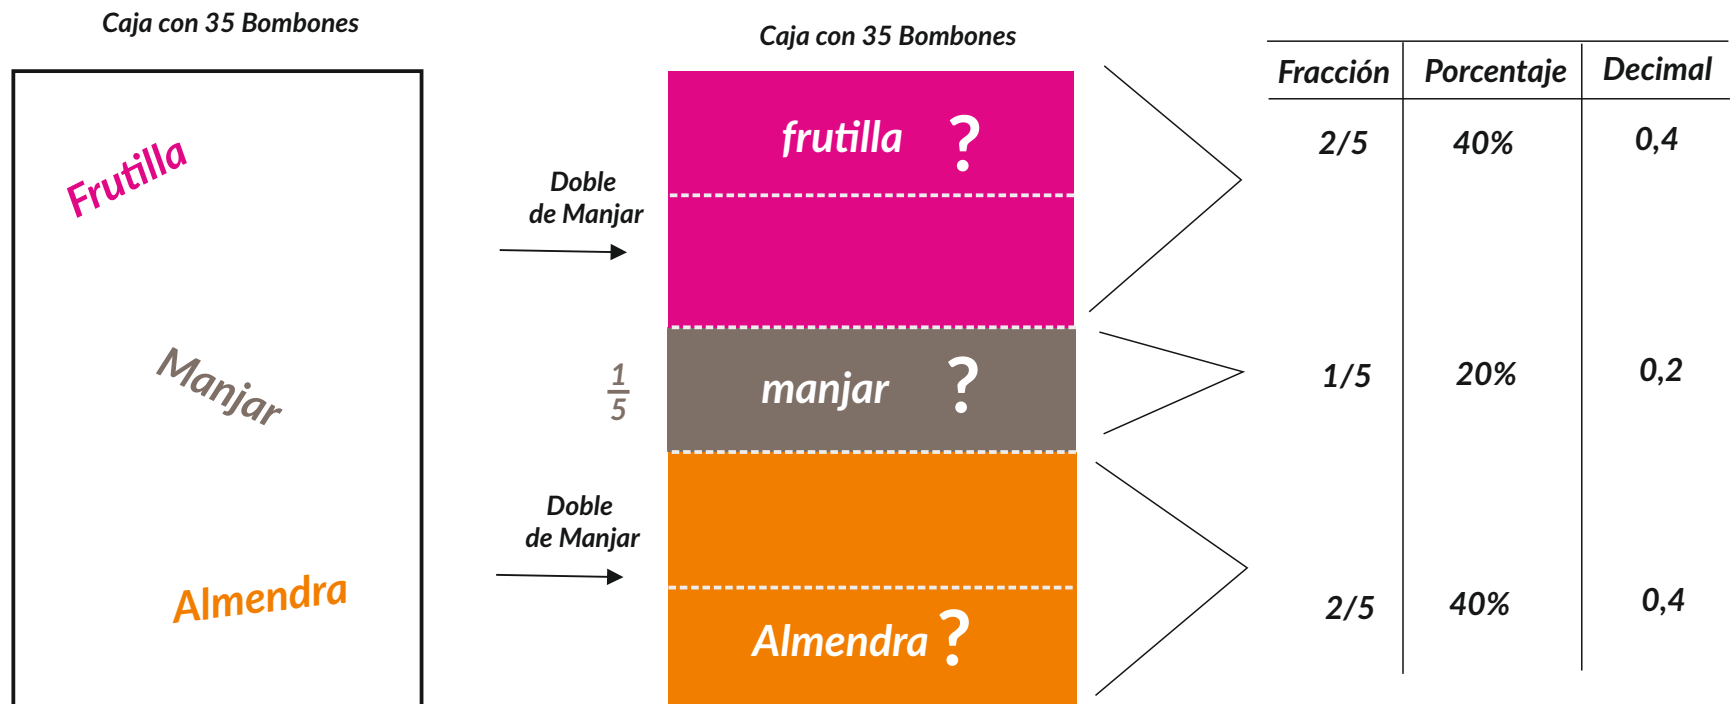 Caja con 35 Bombones
Frutilla
Manjar
Almendra
Doble
de Manjar
1
5
Doble
de Manjar
Caja con 35 Bombones
frutilla ?
manjar ?
Almendra ?
Fracción Porcentaje Decimal
2/5 40% 0,4
1/5 20% 0,2
2/5 40% 0,4